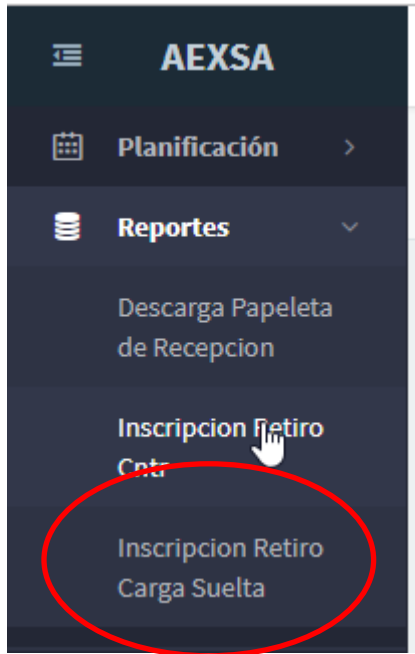 AEXSA
Planificación
Reportes
Descarga Papeleta
de Recepcion
Inscripcion Retiro
Cntr
Inscripcion Retiro
Carga Suelta